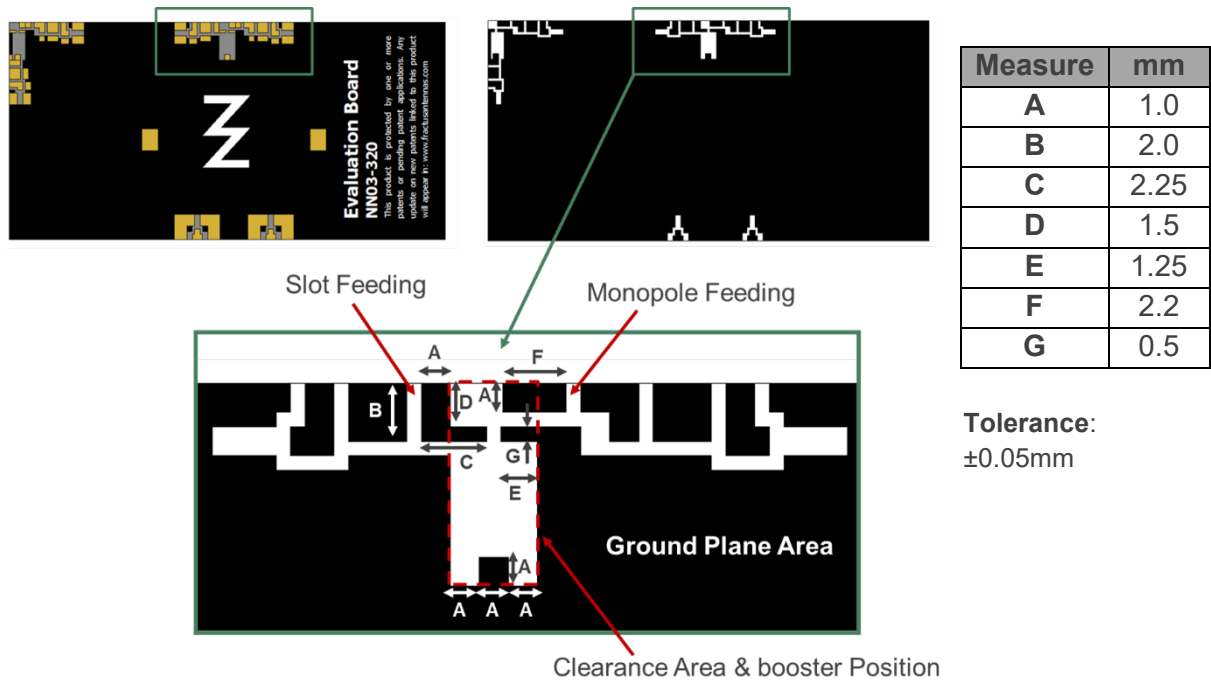 Evaluation Board
NN03-320
This product is protected by one or more
patents or pending patent applications. Any
update on new patents linked to this product
will appear in: www.fractusantennas.com
Measure mm
A 1.0
B 2.0
C 2.25
D 1.5
E 1.25
F 2.2
G 0.5
Tolerance:
±0.05mm
Slot Feeding
Monopole Feeding
A
F
B
D
A
C
G
E
Ground Plane Area
A
A A A
Clearance Area & booster Position